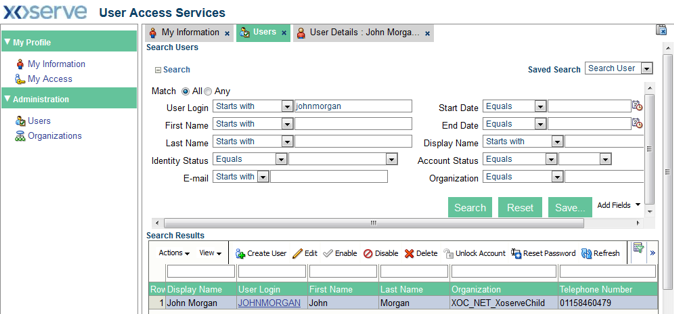 xoserve User Access Services
My Information Users User Details : John Morgan...
My Profile
My Information
My Access
Administration
Users
Organizations
Search Users
Search Saved Search Search User
Match All Any
User Login Starts with johnmorgan Start Date Equals
First Name Starts with End Date Equals
Last Name Starts with Display Name Starts with
Identity Status Equals Account Status Equals
E-mail Starts with Organization Equals
Search Reset Save... Add Fields
Search Results
Actions View Create User Edit Enable Disable Delete Unlock Account Reset Password Refresh »
Row Display Name User Login First Name Last Name Organization Telephone Number
1 John Morgan JOHNMORGAN John Morgan XOC_NET_XoserveChild 01158460479